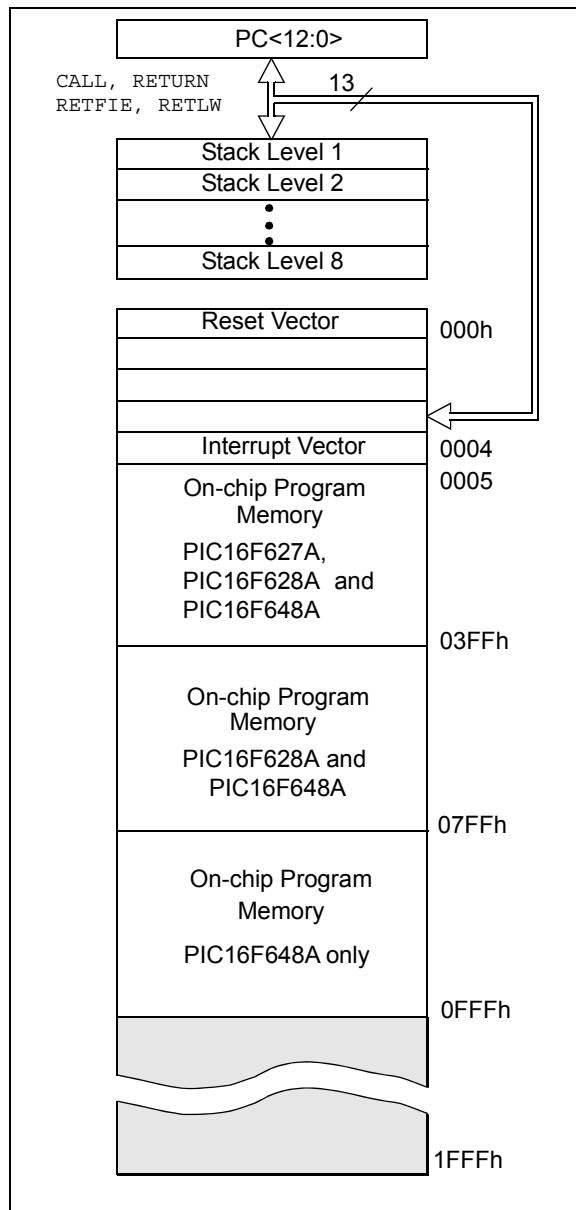 PC<12:0>
CALL, RETURN
RETFIE, RETLW
13
Stack Level 1
Stack Level 2
Stack Level 8
Reset Vector
000h
Interrupt Vector
0004
0005
On-chip Program
Memory
PIC16F627A,
PIC16F628A and
PIC16F648A
03FFh
On-chip Program
Memory
PIC16F628A and
PIC16F648A
07FFh
On-chip Program
Memory
PIC16F648A only
0FFFh
1FFFh